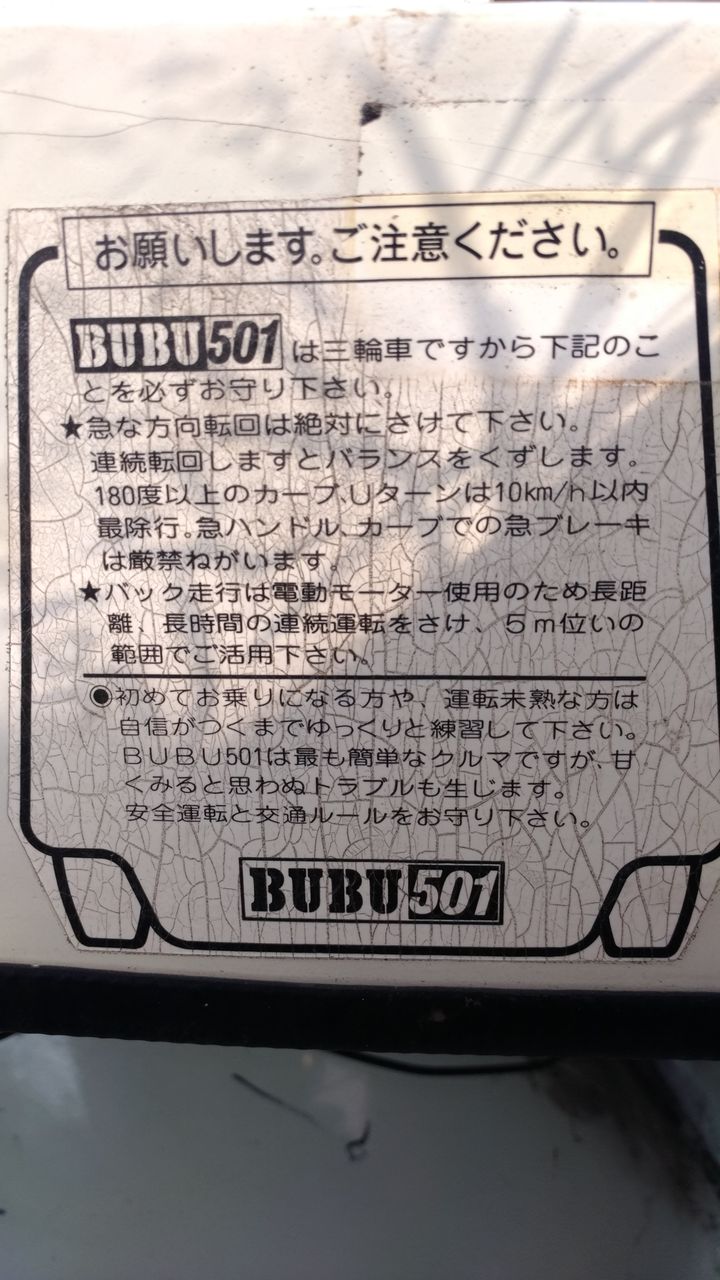 お願いします。ご注意ください。
BUBU501は三輪車ですから下記のこ
とを必ずお守り下さい。
★急な方向転回は絶対にさけて下さい。
連続転回しますとバランスをくずします。
180度以上のカーブ、Uターンは10km/h以内
最除行。急ハンドル、カーブでの急ブレーキ
は厳禁ねがいます。
★バック走行は電動モーター使用のため長距
離、長時間の連続運転をさけ、5m位いの
範囲でご活用下さい。
◉初めてお乗りになる方や、運転未熟な方は
自信がつくまでゆっくりと練習して下さい。
BUBU501は最も簡単なクルマですが、甘
くみると思わぬトラブルも生じます。
安全運転と交通ルールをお守り下さい。
BUBU501